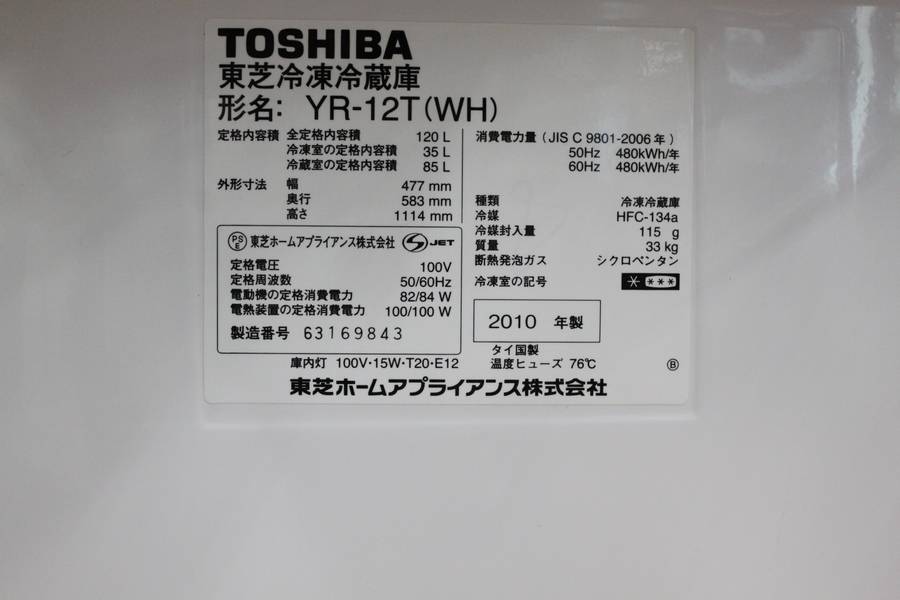 TOSHIBA
東芝冷凍冷蔵庫
形名: YR-12T(WH)
定格内容積 全定格内容積 120 L
冷凍室の定格内容積 35 L
冷蔵室の定格内容積 85 L
外形寸法 幅 477 mm
奥行 583 mm
高さ 1114 mm
消費電力量 (JIS C 9801-2006年)
50Hz 480kWh/年
60Hz 480kWh/年
種類 冷凍冷蔵庫
冷媒 HFC-134a
冷媒封入量 115 g
質量 33 kg
断熱発泡ガス シクロペンタン
冷凍室の記号 * ***
PSE 東芝ホームアプライアンス株式会社 JET
定格電圧 100V
定格周波数 50/60Hz
電動機の定格消費電力 82/84 W
電熱装置の定格消費電力 100/100 W
製造番号 63169843
2010 年製
タイ国製
庫内灯 100V·15W·T20·E12
温度ヒューズ 76℃
Ⓑ
東芝ホームアプライアンス株式会社